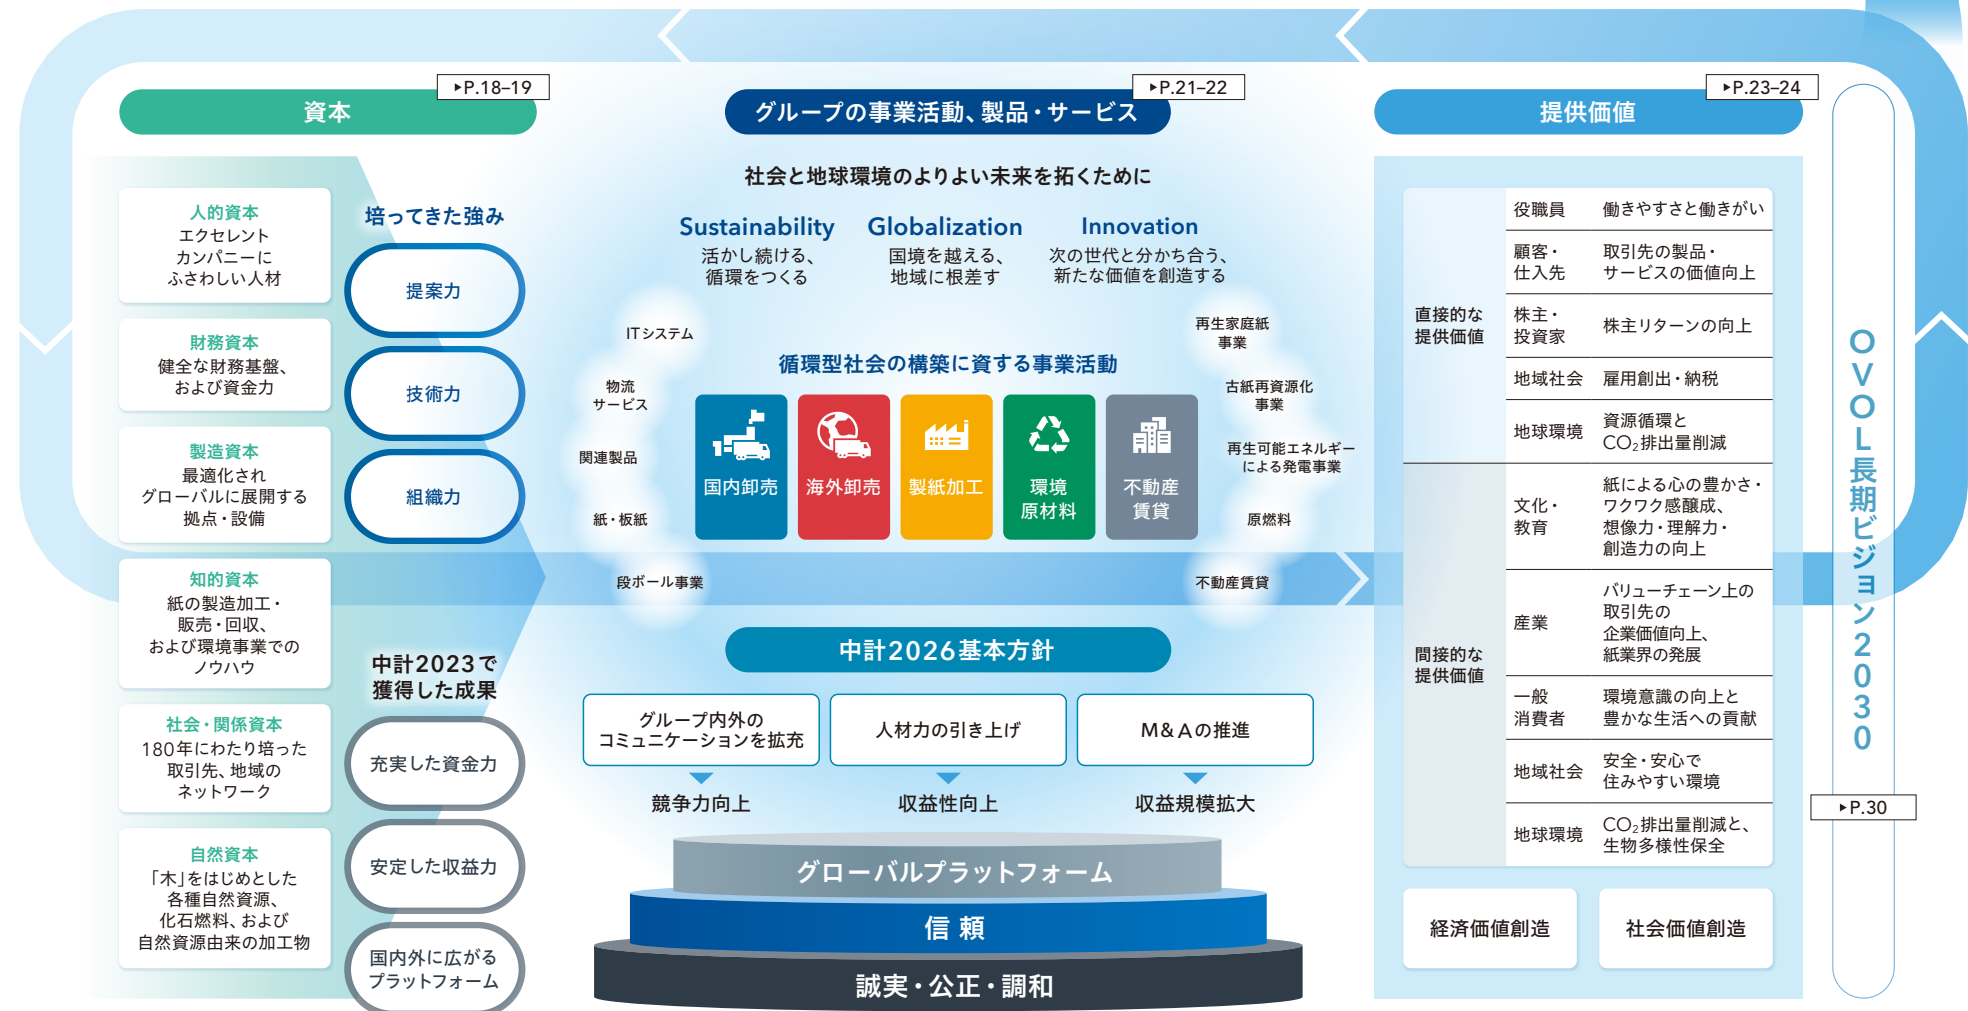 資本
▶P.18–19
人的資本
エクセレント
カンパニーに
ふさわしい人材
財務資本
健全な財務基盤、
および資金力
製造資本
最適化され
グローバルに展開する
拠点・設備
知的資本
紙の製造加工・
販売・回収、
および環境事業での
ノウハウ
社会・関係資本
180年にわたり培った
取引先、地域の
ネットワーク
自然資本
「木」をはじめとした
各種自然資源、
化石燃料、および
自然資源由来の加工物
培ってきた強み
提案力
技術力
組織力
中計2023で
獲得した成果
充実した資金力
安定した収益力
国内外に広がる
プラットフォーム
グループの事業活動、製品・サービス
▶P.21–22
社会と地球環境のよりよい未来を拓くために
Sustainability
活かし続ける、
循環をつくる
Globalization
国境を越える、
地域に根差す
Innovation
次の世代と分かち合う、
新たな価値を創造する
ITシステム
物流
サービス
関連製品
紙・板紙
段ボール事業
循環型社会の構築に資する事業活動
国内卸売
海外卸売
製紙加工
環境
原材料
不動産
賃貸
再生家庭紙
事業
古紙再資源化
事業
再生可能エネルギー
による発電事業
原燃料
不動産賃貸
中計2026基本方針
グループ内外の
コミュニケーションを拡充
競争力向上
人材力の引き上げ
収益性向上
M&Aの推進
収益規模拡大
グローバルプラットフォーム
信頼
誠実・公正・調和
提供価値
▶P.23–24
直接的な
提供価値
役職員
働きやすさと働きがい
顧客・
仕入先
取引先の製品・
サービスの価値向上
株主・
投資家
株主リターンの向上
地域社会
雇用創出・納税
地球環境
資源循環と
CO₂排出量削減
間接的な
提供価値
文化・
教育
紙による心の豊かさ・
ワクワク感醸成、
想像力・理解力・
創造力の向上
産業
バリューチェーン上の
取引先の
企業価値向上、
紙業界の発展
一般
消費者
環境意識の向上と
豊かな生活への貢献
地域社会
安全・安心で
住みやすい環境
地球環境
CO₂排出量削減と、
生物多様性保全
経済価値創造
社会価値創造
OVOL長期ビジョン2030
▶P.30